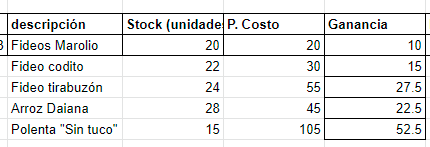 descripción Stock (unidades P. Costo Ganancia
Fideos Marolio 20 20 10
Fideo codito 22 30 15
Fideo tirabuzón 24 55 27.5
Arroz Daiana 28 45 22.5
Polenta "Sin tuco" 15 105 52.5